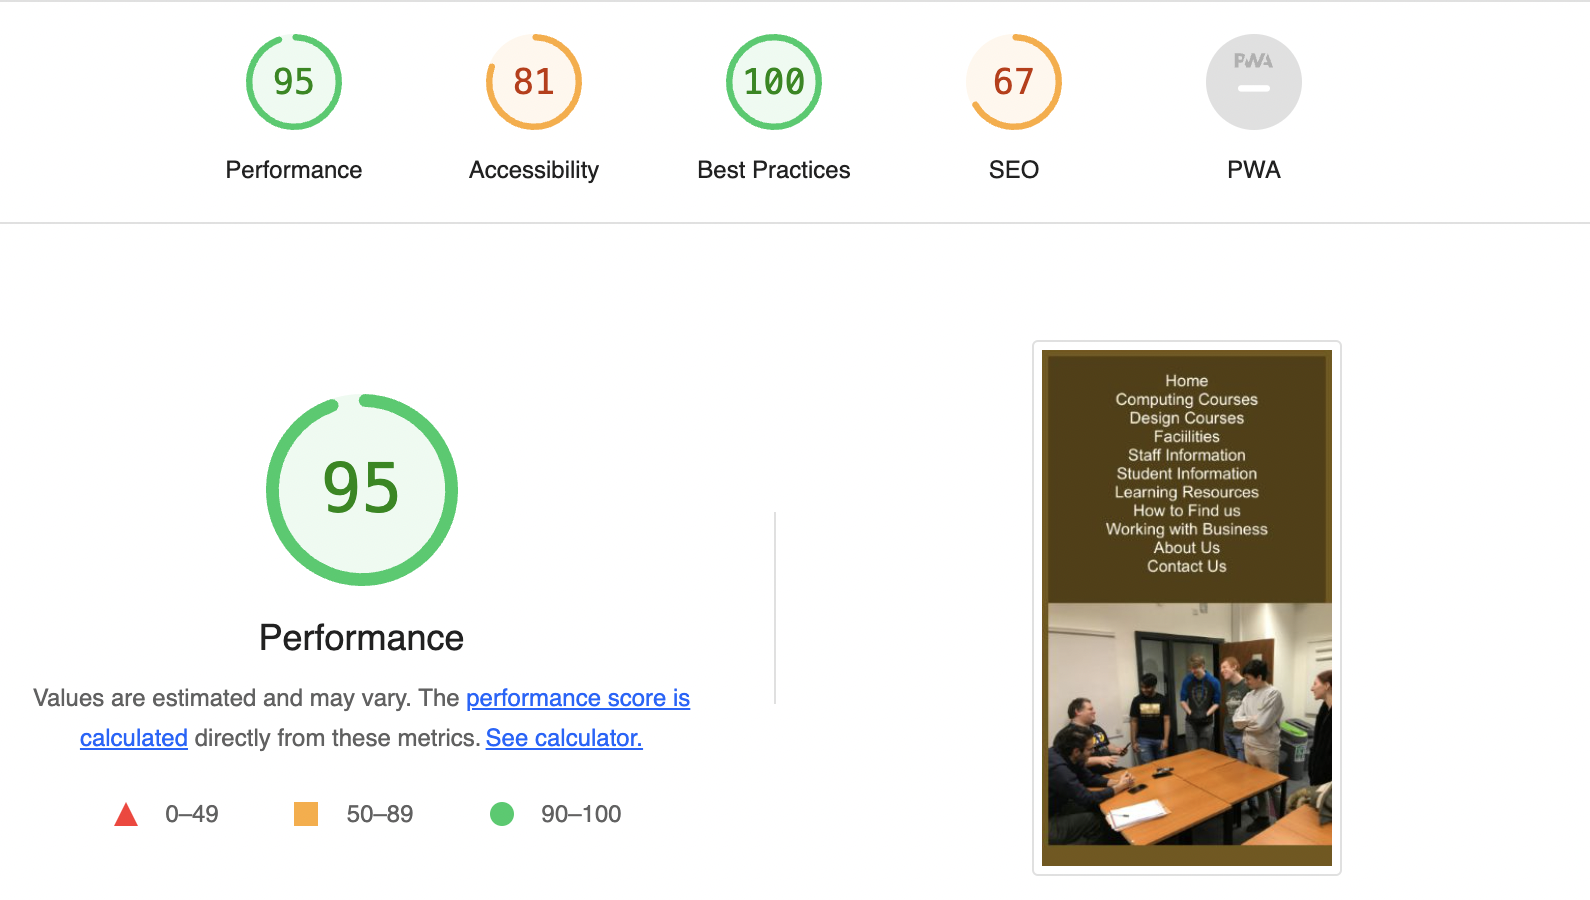 95
81
100
67
PWA
Performance
Accessibility
Best Practices
SEO
PWA
95
Performance
Values are estimated and may vary. The performance score is
calculated directly from these metrics. See calculator.
0–49
50–89
90–100
Home
Computing Courses
Design Courses
Faciilities
Staff Information
Student Information
Learning Resources
How to Find us
Working with Business
About Us
Contact Us